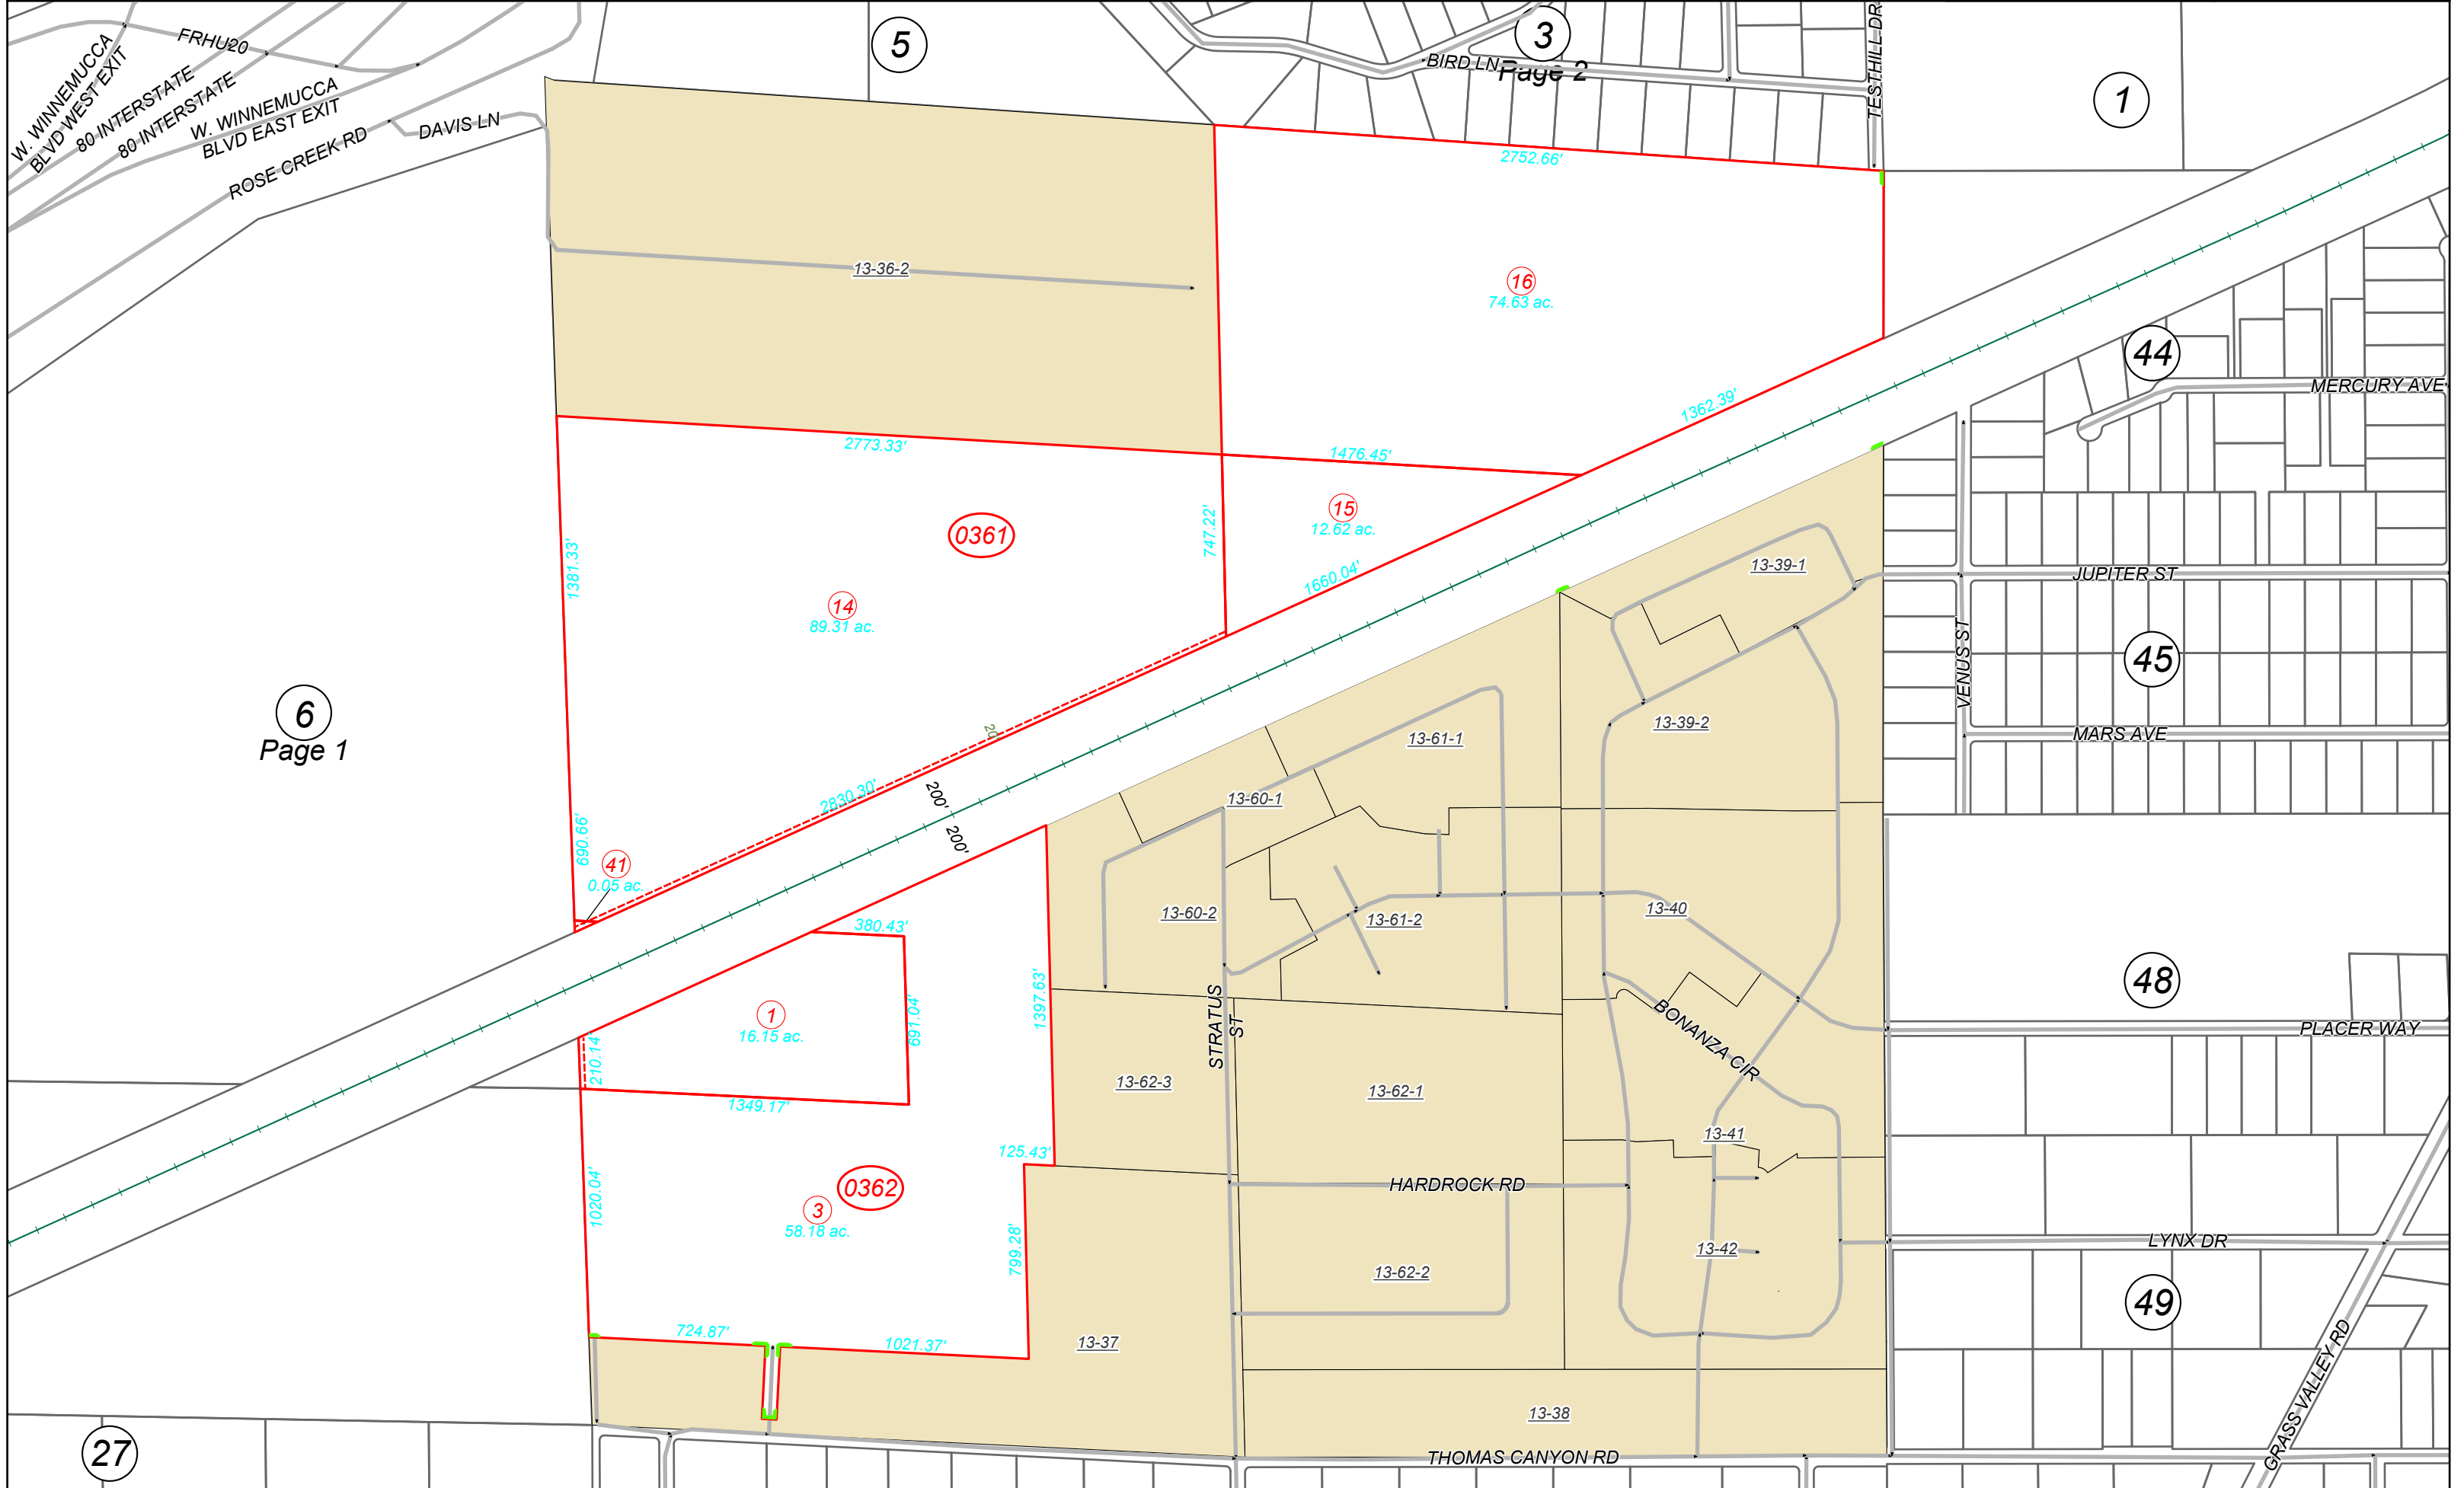 5
3
Page 2
1
FRHU20
W. WINNEMUCCA
BLVD WEST EXIT
80 INTERSTATE
80 INTERSTATE
W. WINNEMUCCA
BLVD EAST EXIT
ROSE CREEK RD
DAVIS LN
BIRD LN
TESTHILL DR
2752.66'
13-36-2
16
74.63 ac.
44
MERCURY AVE
1362.39'
2773.33'
1476.45'
15
12.62 ac.
0361
747.22'
1381.33'
1660.04'
13-39-1
JUPITER ST
14
89.31 ac.
VENUS ST
45
6
Page 1
20'
13-61-1
13-39-2
MARS AVE
2830.30'
200'
200'
13-60-1
690.66'
41
0.05 ac.
380.43'
13-60-2
13-61-2
13-40
48
1
16.15 ac.
691.04'
1397.63'
STRATUS
ST
BONANZA CIR
PLACER WAY
210.14'
1349.17'
13-62-3
13-62-1
13-41
125.43'
0362
HARDROCK RD
1020.04'
3
58.18 ac.
799.28'
13-42
LYNX DR
13-62-2
49
724.87'
1021.37'
13-37
GRASS VALLEY RD
13-38
27
THOMAS CANYON RD